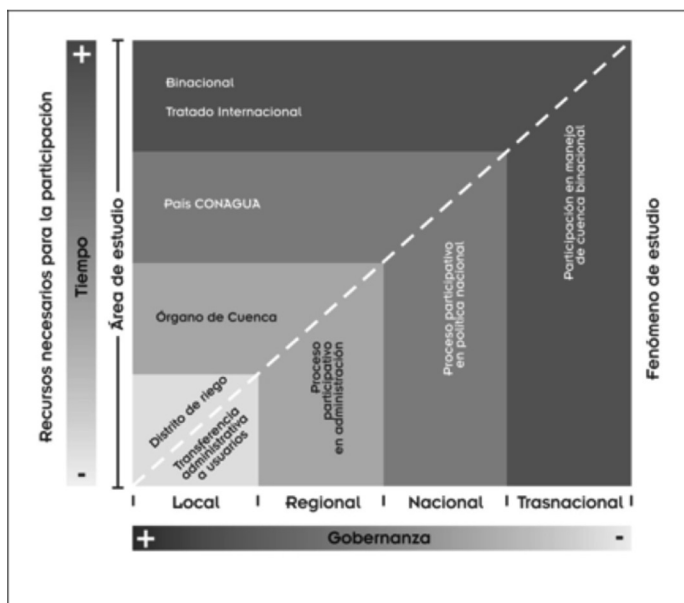 Recursos necesarios para la participación
+
Tiempo
-
Área de estudio
Binacional
Tratado Internacional
País CONAGUA
Órgano de Cuenca
Distrito de riego
Transferencia
administrativa
a usuarios
Proceso
participativo
en administración
Proceso participativo
en política nacional
Participación en manejo
de cuenca binacional
Fenómeno de estudio
Local
Regional
Nacional
Trasnacional
+
Gobernanza
-